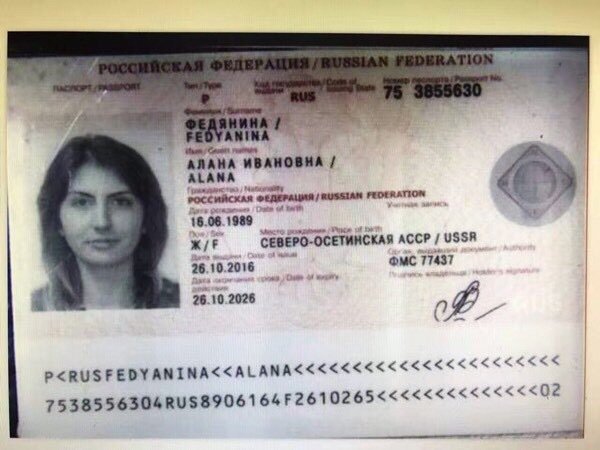 РОССИЙСКАЯ ФЕДЕРАЦИЯ / RUSSIAN FEDERATION
ПАСПОРТ / PASSPORT
Тип / Type
Код государства / Code of issuing State
Номер паспорта / Passport No.
P
RUS
75 3855630
Фамилия / Surname
ФЕДЯНИНА /
FEDYANINA
Имя / Given names
АЛАНА ИВАНОВНА /
ALANA
Гражданство / Nationality
РОССИЙСКАЯ ФЕДЕРАЦИЯ / RUSSIAN FEDERATION
Дата рождения / Date of birth
Учетная запись
16.06.1989
Пол / Sex
Место рождения / Place of birth
Ж / F
СЕВЕРО-ОСЕТИНСКАЯ АССР / USSR
Дата выдачи / Date of issue
Орган, выдавший документ / Authority
26.10.2016
ФМС 77437
Дата окончания срока / Date of expiry
действия
Подпись владельца / Holder's signature
26.10.2026
P<RUSFEDYANINA<<ALANA<<<<<<<<<<<<<<<<<<<<<<<
7538556304RUS8906164F2610265<<<<<<<<<<<<<<02